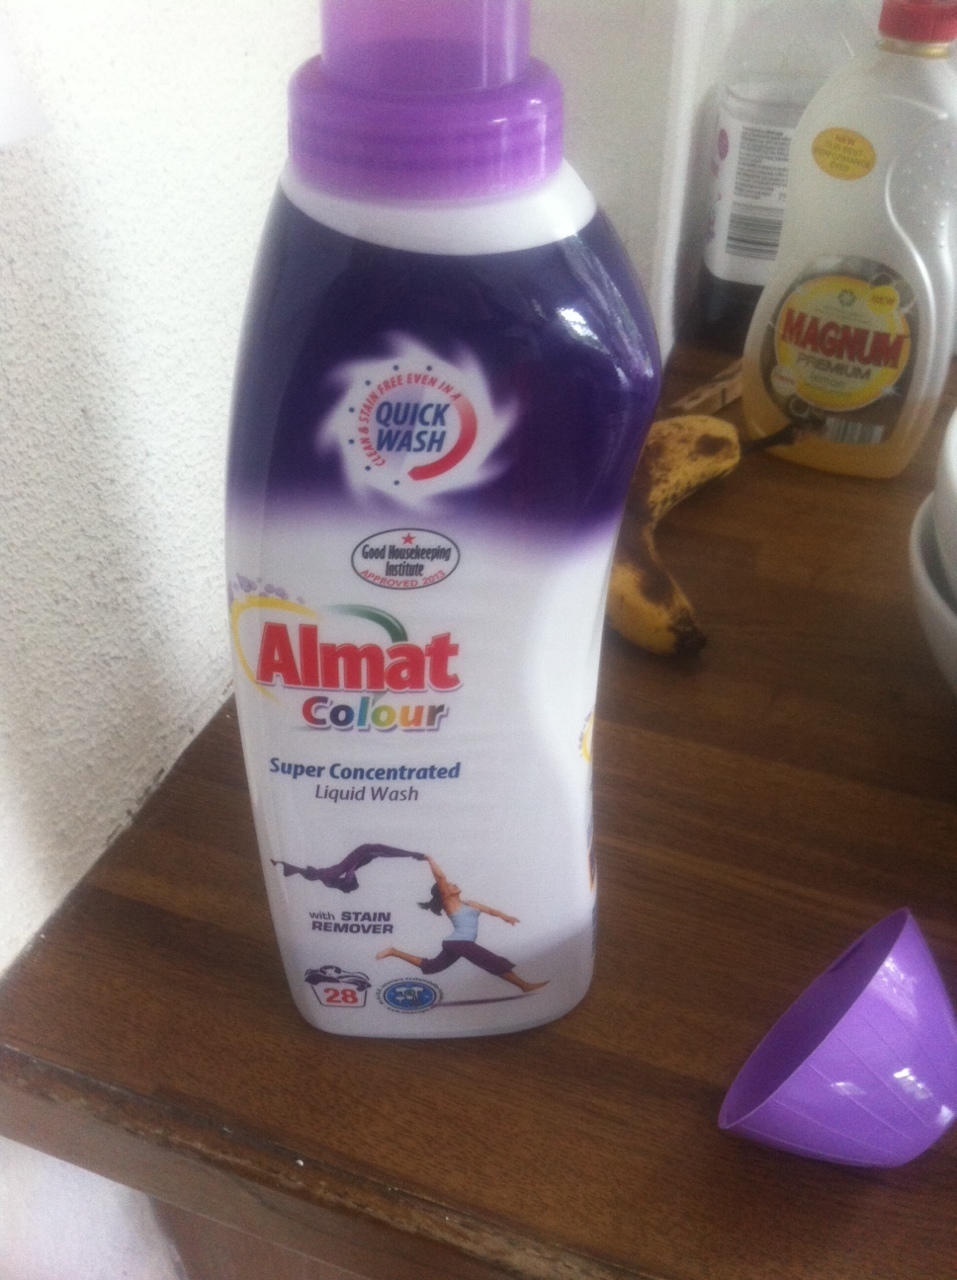 CLEAN & STAIN FREE EVEN IN A
QUICK
WASH
Good Housekeeping
Institute
APPROVED 2013
Almat
Colour
Super Concentrated
Liquid Wash
with STAIN
REMOVER
28
NEW
NEW
MAGNUM
PREMIUM